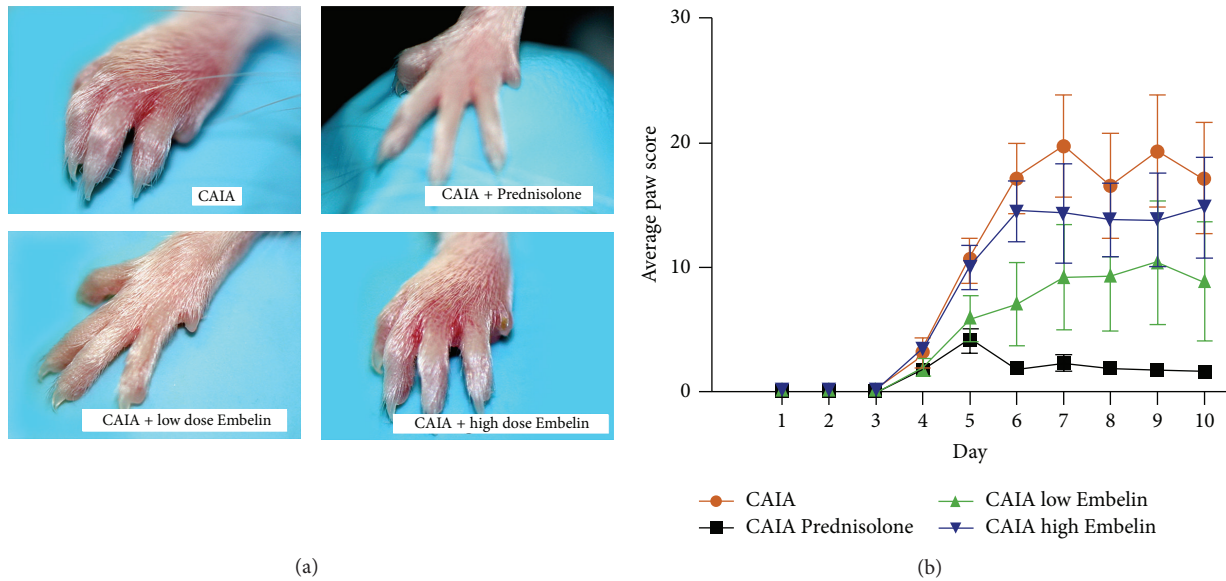 CAIA
CAIA + Prednisolone
CAIA + low dose Embelin
CAIA + high dose Embelin
(a)
Average paw score
30
20
10
0
1 2 3 4 5 6 7 8 9 10
Day
CAIA
CAIA Prednisolone
CAIA low Embelin
CAIA high Embelin
(b)